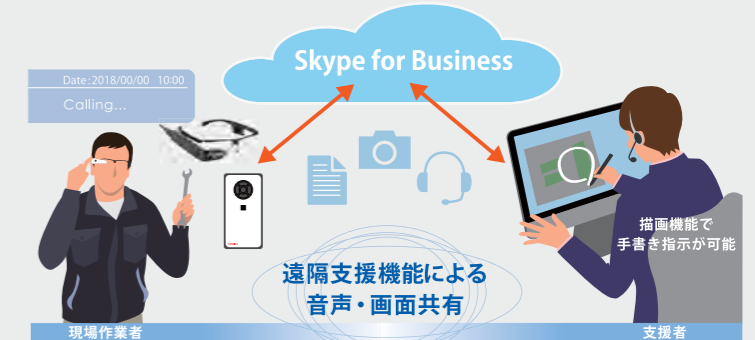 Skype for Business
Date:2018/00/00 10:00
Calling...
描画機能で
手書き指示が可能
遠隔支援機能による
音声・画面共有
現場作業者
支援者